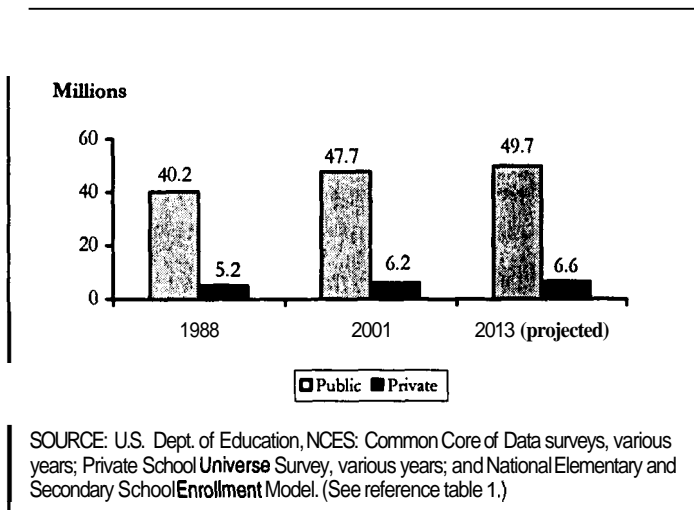 Millions
60
40
20
0
40.2
5.2
47.7
6.2
49.7
6.6
1988
2001
2013 (projected)
Public Private
SOURCE: U.S. Dept. of Education, NCES: Common Core of Data surveys, various
years; Private School Universe Survey, various years; and National Elementary and
Secondary School Enrollment Model. (See reference table 1.)